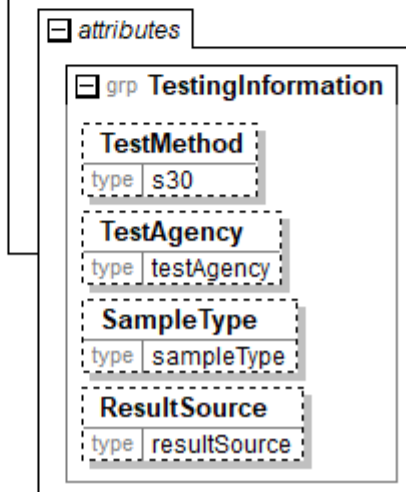 attributes
grp TestingInformation
TestMethod
type s30
TestAgency
type testAgency
SampleType
type sampleType
ResultSource
type resultSource